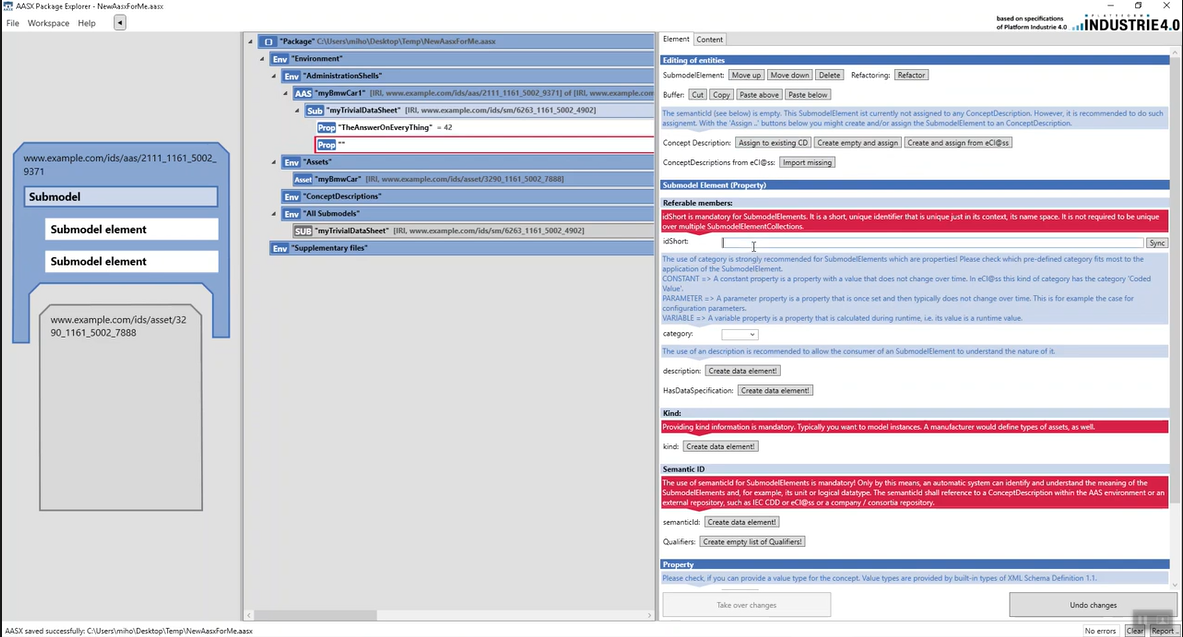 AASX Package Explorer - NewAasxForMe.aasx
File Workspace Help
based on specifications
of Platform Industrie 4.0
PLATTFORM
INDUSTRIE4.0
www.example.com/ids/aas/2111_1161_5002_
9371
Submodel
Submodel element
Submodel element
www.example.com/ids/asset/32
90_1161_5002_7888
"Package" C:\Users\miho\Desktop\Temp\NewAasxForMe.aasx
Env "Environment"
Env "AdministrationShells"
AAS "myBmwCar1" [IRI, www.example.com/ids/aas/2111_1161_5002_9371] of [IRI, www.example.com
Sub "myTrivialDataSheet" [IRI, www.example.com/ids/sm/6263_1161_5002_4902]
Prop "TheAnswerOnEveryThing" = 42
Prop ""
Env "Assets"
Asset "myBmwCar" [IRI, www.example.com/ids/asset/3290_1161_5002_7888]
Env "ConceptDescriptions"
Env "All Submodels"
SUB "myTrivialDataSheet" [IRI, www.example.com/ids/sm/6263_1161_5002_4902]
Env "Supplementary files"
Element Content
Editing of entities
SubmodelElement: Move up Move down Delete Refactoring: Refactor
Buffer: Cut Copy Paste above Paste below
The semanticId (see below) is empty. This SubmodelElement ist currently not assigned to any ConceptDescription. However, it is recommended to do such
assignemt. With the 'Assign ..' buttons below you might create and/or assign the SubmodelElement to an ConceptDescription.
Concept Description: Assign to existing CD Create empty and assign Create and assign from eCl@ss
ConceptDescriptions from eCl@ss: Import missing
Submodel Element (Property)
Referable members:
idShort is mandatory for SubmodelElements. It is a short, unique identifier that is unique just in its context, its name space. It is not required to be unique
over multiple SubmodelElementCollections.
idShort: Sync
The use of category is strongly recommended for SubmodelElements which are properties! Please check which pre-defined category fits most to the
application of the SubmodelElement.
CONSTANT => A constant property is a property with a value that does not change over time. In eCl@ss this kind of category has the category 'Coded
Value'.
PARAMETER => A parameter property is a property that is once set and then typically does not change over time. This is for example the case for
configuration parameters.
VARIABLE => A variable property is a property that is calculated during runtime, i.e. its value is a runtime value.
category:
The use of an description is recommended to allow the consumer of an SubmodelElement to understand the nature of it.
description: Create data element!
HasDataSpecification: Create data element!
Kind:
Providing kind information is mandatory. Typically you want to model instances. A manufacturer would define types of assets, as well.
kind: Create data element!
Semantic ID
The use of semanticId for SubmodelElements is mandatory! Only by this means, an automatic system can identify and understand the meaning of the
SubmodelElements and, for example, its unit or logical datatype. The semanticId shall reference to a ConceptDescription within the AAS environment or an
external repository, such as IEC CDD or eCl@ss or a company / consortia repository.
semanticId: Create data element!
Qualifiers: Create empty list of Qualifiers!
Property
Please check, if you can provide a value type for the concept. Value types are provided by built-in types of XML Schema Definition 1.1.
Take over changes Undo changes
AASX saved successfully: C:\Users\miho\Desktop\Temp\NewAasxForMe.aasx No errors Clear Report..